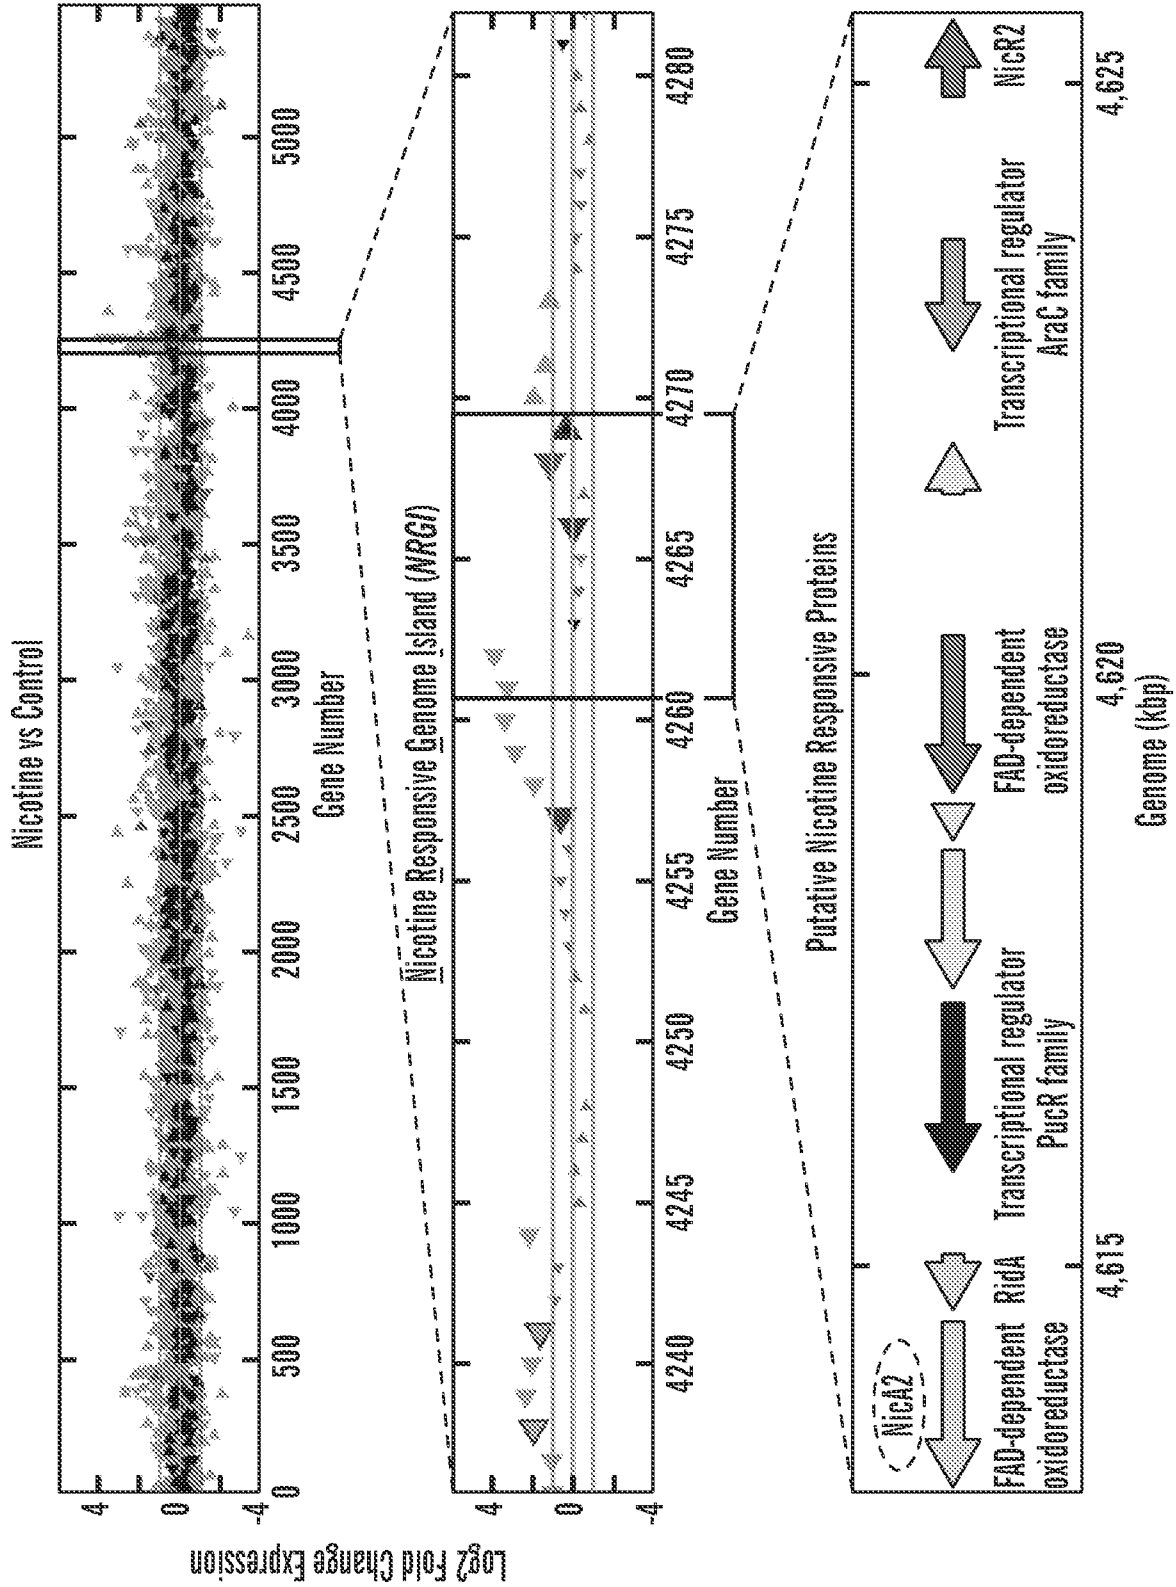 Nicotine vs Control
4
0
-4
0
500
1000
1500
2000
2500
3000
3500
4000
4500
5000
Gene Number
Log2 Fold Change Expression
Nicotine Responsive Genome Island (NRGI)
4
0
-4
4240
4245
4250
4255
4260
4265
4270
4275
4280
Gene Number
Putative Nicotine Responsive Proteins
NicA2
FAD-dependent
oxidoreductase
RidA
Transcriptional regulator
PucR family
FAD-dependent
oxidoreductase
Transcriptional regulator
AraC family
NicR2
4,615
4,620
4,625
Genome (kbp)